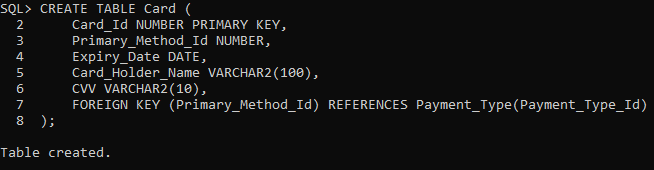 SQL> CREATE TABLE Card (
  2      Card_Id NUMBER PRIMARY KEY,
  3      Primary_Method_Id NUMBER,
  4      Expiry_Date DATE,
  5      Card_Holder_Name VARCHAR2(100),
  6      CVV VARCHAR2(10),
  7      FOREIGN KEY (Primary_Method_Id) REFERENCES Payment_Type(Payment_Type_Id)
  8  );
Table created.